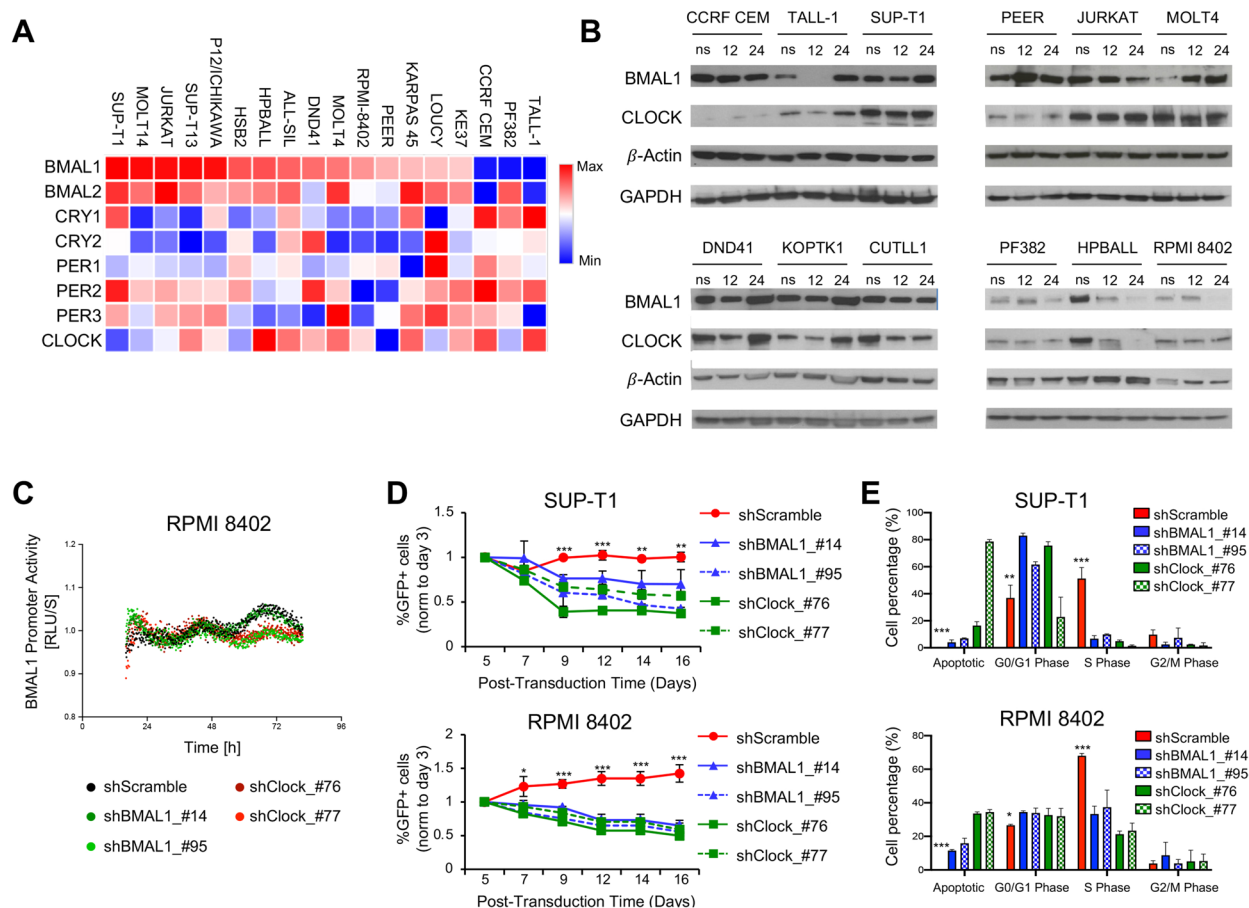 A
SUP-T1
MOLT14
JURKAT
SUP-T13
P12/ICHIKAWA
HSB2
HPBALL
ALL-SIL
DND41
MOLT4
RPMI-8402
PEER
KARPAS 45
LOUCY
KE37
CCRF CEM
PF382
TALL-1
BMAL1
BMAL2
CRY1
CRY2
PER1
PER2
PER3
CLOCK
Max
Min
B
CCRF CEM TALL-1 SUP-T1
ns 12 24 ns 12 24 ns 12 24
BMAL1
CLOCK
β-Actin
GAPDH
PEER JURKAT MOLT4
ns 12 24 ns 12 24 ns 12 24
DND41 KOPTK1 CUTLL1
ns 12 24 ns 12 24 ns 12 24
BMAL1
CLOCK
β-Actin
GAPDH
PF382 HPBALL RPMI 8402
ns 12 24 ns 12 24 ns 12 24
C
RPMI 8402
BMAL1 Promoter Activity
[RLU/S]
1.2
1.1
1.0
0.9
0.8
0 24 48 72 96
Time [h]
shScramble
shBMAL1_#14
shBMAL1_#95
shClock_#76
shClock_#77
D
SUP-T1
%GFP+ cells
(norm to day 3)
1.5
1
0.5
0
*** *** ** **
5 7 9 12 14 16
Post-Transduction Time (Days)
shScramble
shBMAL1_#14
shBMAL1_#95
shClock_#76
shClock_#77
RPMI 8402
%GFP+ cells
(norm to day 3)
2
1.5
1
0.5
0
* *** *** *** ***
5 7 9 12 14 16
Post-Transduction Time (Days)
shScramble
shBMAL1_#14
shBMAL1_#95
shClock_#76
shClock_#77
E
SUP-T1
Cell percentage (%)
100
80
60
40
20
0
*** ** ***
Apoptotic G0/G1 Phase S Phase G2/M Phase
shScramble
shBMAL1_#14
shBMAL1_#95
shClock_#76
shClock_#77
RPMI 8402
Cell percentage (%)
80
60
40
20
0
*** * ***
Apoptotic G0/G1 Phase S Phase G2/M Phase
shScramble
shBMAL1_#14
shBMAL1_#95
shClock_#76
shClock_#77